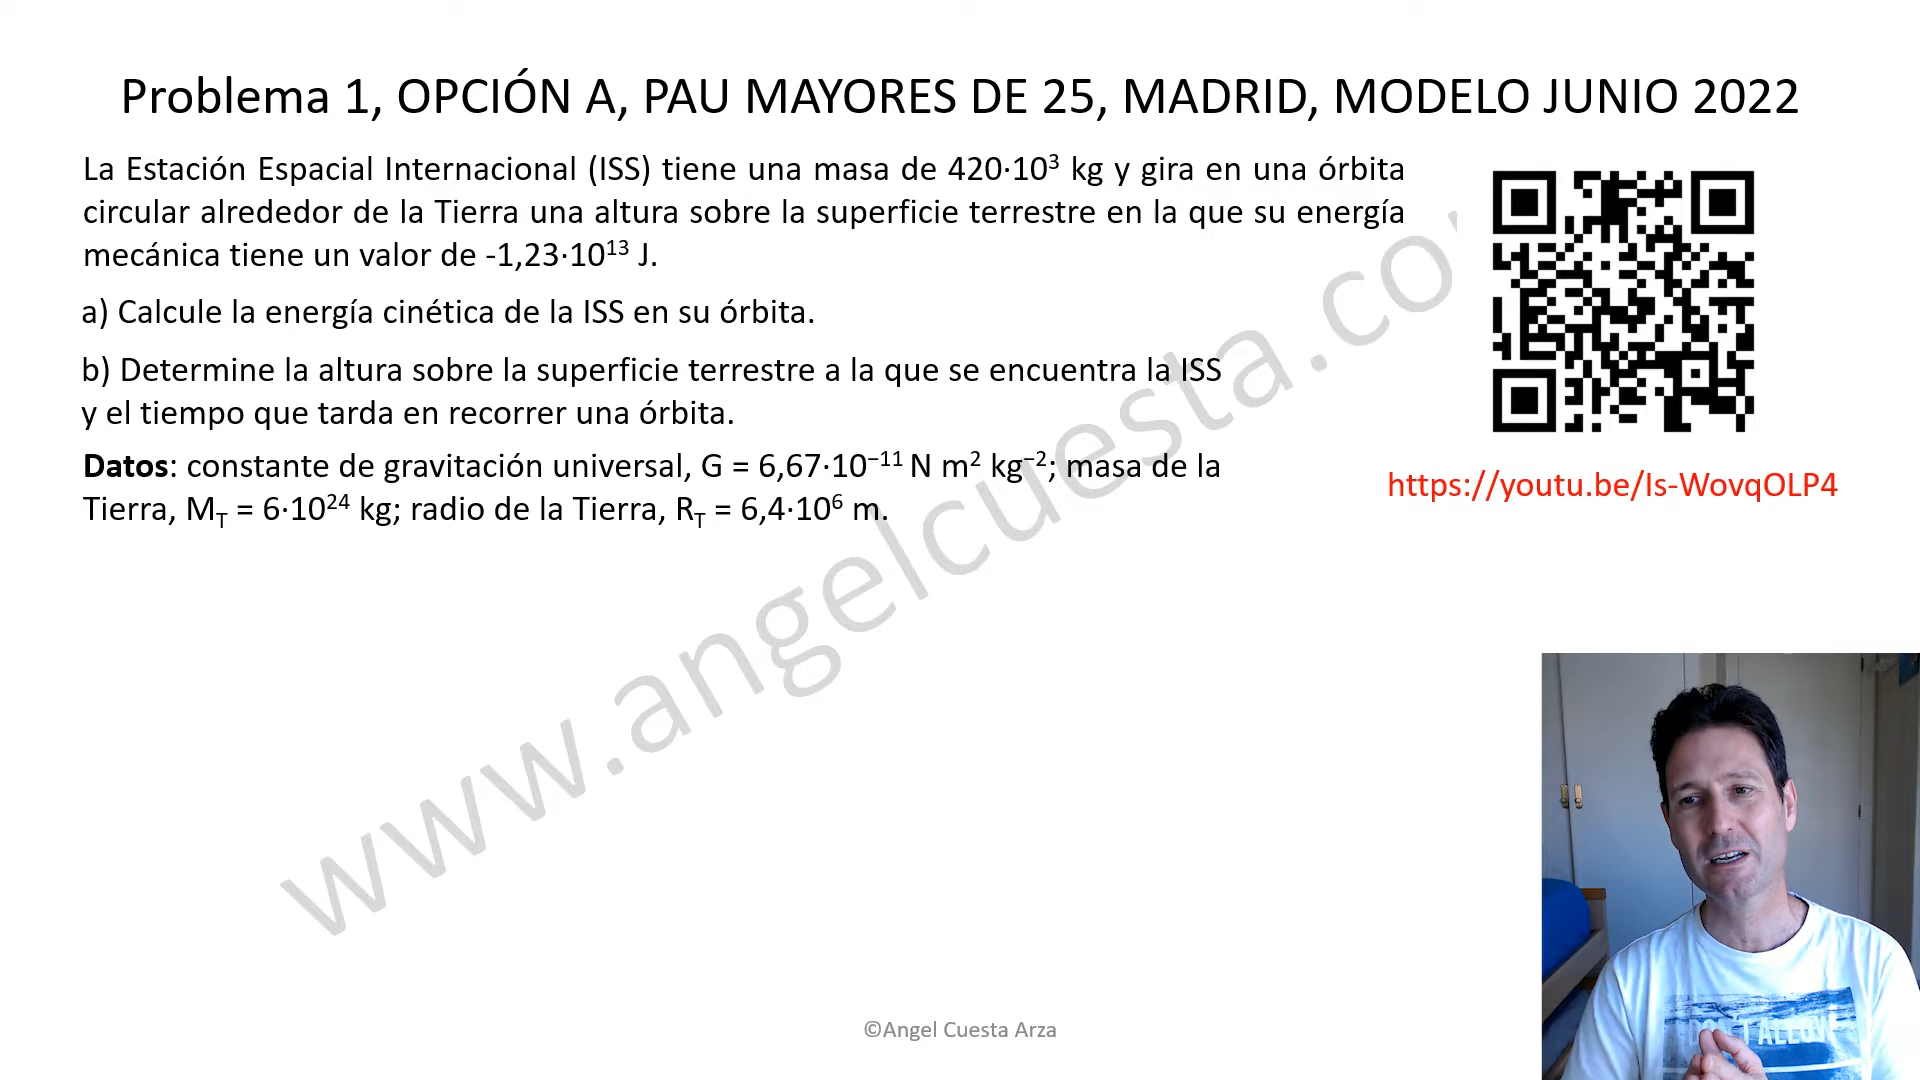 Problema 1, OPCIÓN A, PAU MAYORES DE 25, MADRID, MODELO JUNIO 2022
La Estación Espacial Internacional (ISS) tiene una masa de 420·10³ kg y gira en una órbita
circular alrededor de la Tierra una altura sobre la superficie terrestre en la que su energía
mecánica tiene un valor de -1,23·10¹³ J.
a) Calcule la energía cinética de la ISS en su órbita.
b) Determine la altura sobre la superficie terrestre a la que se encuentra la ISS
y el tiempo que tarda en recorrer una órbita.
Datos: constante de gravitación universal, G = 6,67·10⁻¹¹ N m² kg⁻²; masa de la
Tierra, M_T = 6·10²⁴ kg; radio de la Tierra, R_T = 6,4·10⁶ m.
https://youtu.be/Is-WovqOLP4
www.angelcuesta.co
©Angel Cuesta Arza